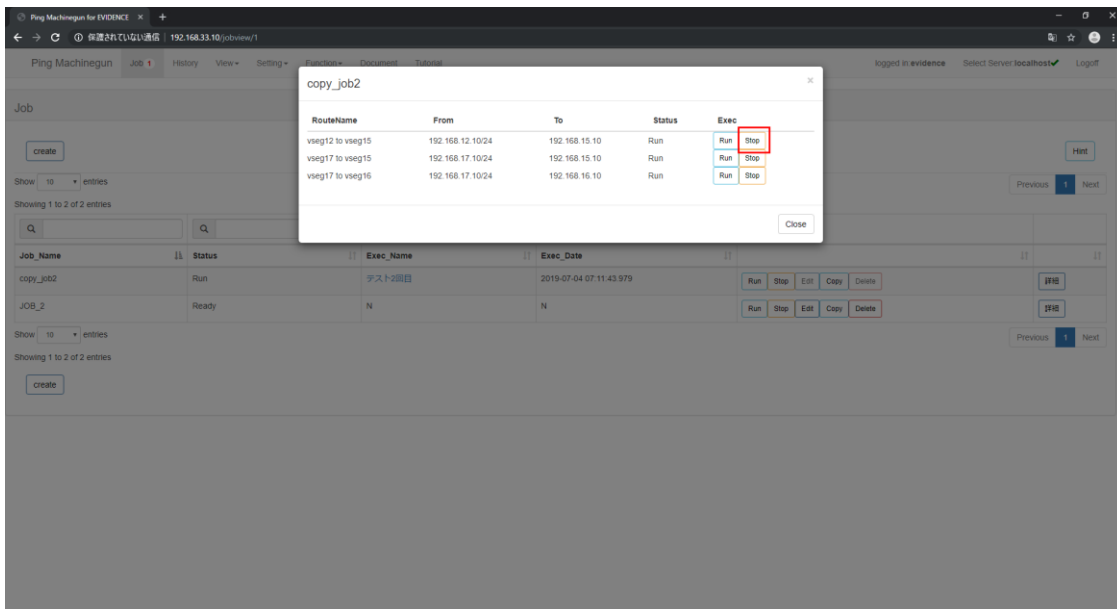 Ping Machinegun for EVIDENCE × +
保護されていない通信 | 192.168.33.10/jobview/1
Ping Machinegun Job 1 History View Setting Function Document Tutorial logged in evidence Select Server:localhost✔ Logoff
copy_job2 ×
Job
RouteName From To Status Exec
vseg12 to vseg15 192.168.12.10/24 192.168.15.10 Run Run Stop
create Hint
vseg17 to vseg15 192.168.17.10/24 192.168.15.10 Run Run Stop
vseg17 to vseg16 192.168.17.10/24 192.168.16.10 Run Run Stop
Show 10 entries Previous 1 Next
Showing 1 to 2 of 2 entries
Close
Job_Name Status Exec_Name Exec_Date
copy_job2 Run テスト2回目 2019-07-04 07:11:43.979 Run Stop Edit Copy Delete 詳細
JOB_2 Ready N N Run Stop Edit Copy Delete 詳細
Show 10 entries Previous 1 Next
Showing 1 to 2 of 2 entries
create